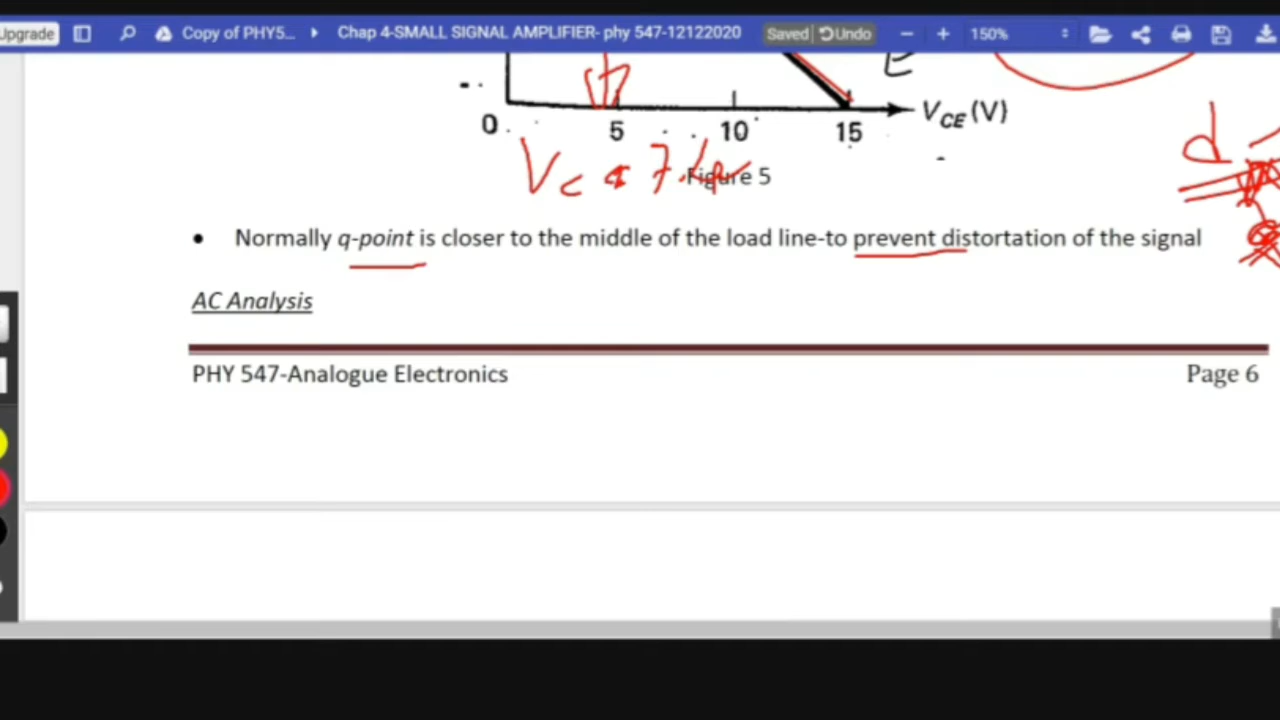 Upgrade Copy of PHY5... Chap 4-SMALL SIGNAL AMPLIFIER- phy 547-12122020 Saved Undo 150%
E
0 5 10 15 VCE (V)
d
Figure 5
• Normally q-point is closer to the middle of the load line-to prevent distortation of the signal
AC Analysis
PHY 547-Analogue Electronics Page 6